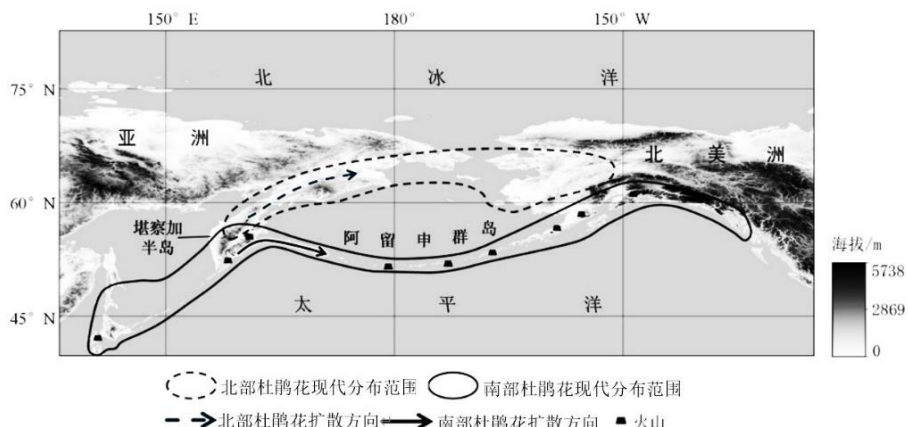 150° E 180° 150° W
75° N
60° N
45° N
北 冰 洋
亚 洲
北 美 洲
堪察加
半岛
阿 留 申 群 岛
太 平 洋
海拔/m
5738
2869
0
北部杜鹃花现代分布范围 南部杜鹃花现代分布范围
北部杜鹃花扩散方向 南部杜鹃花扩散方向 火山